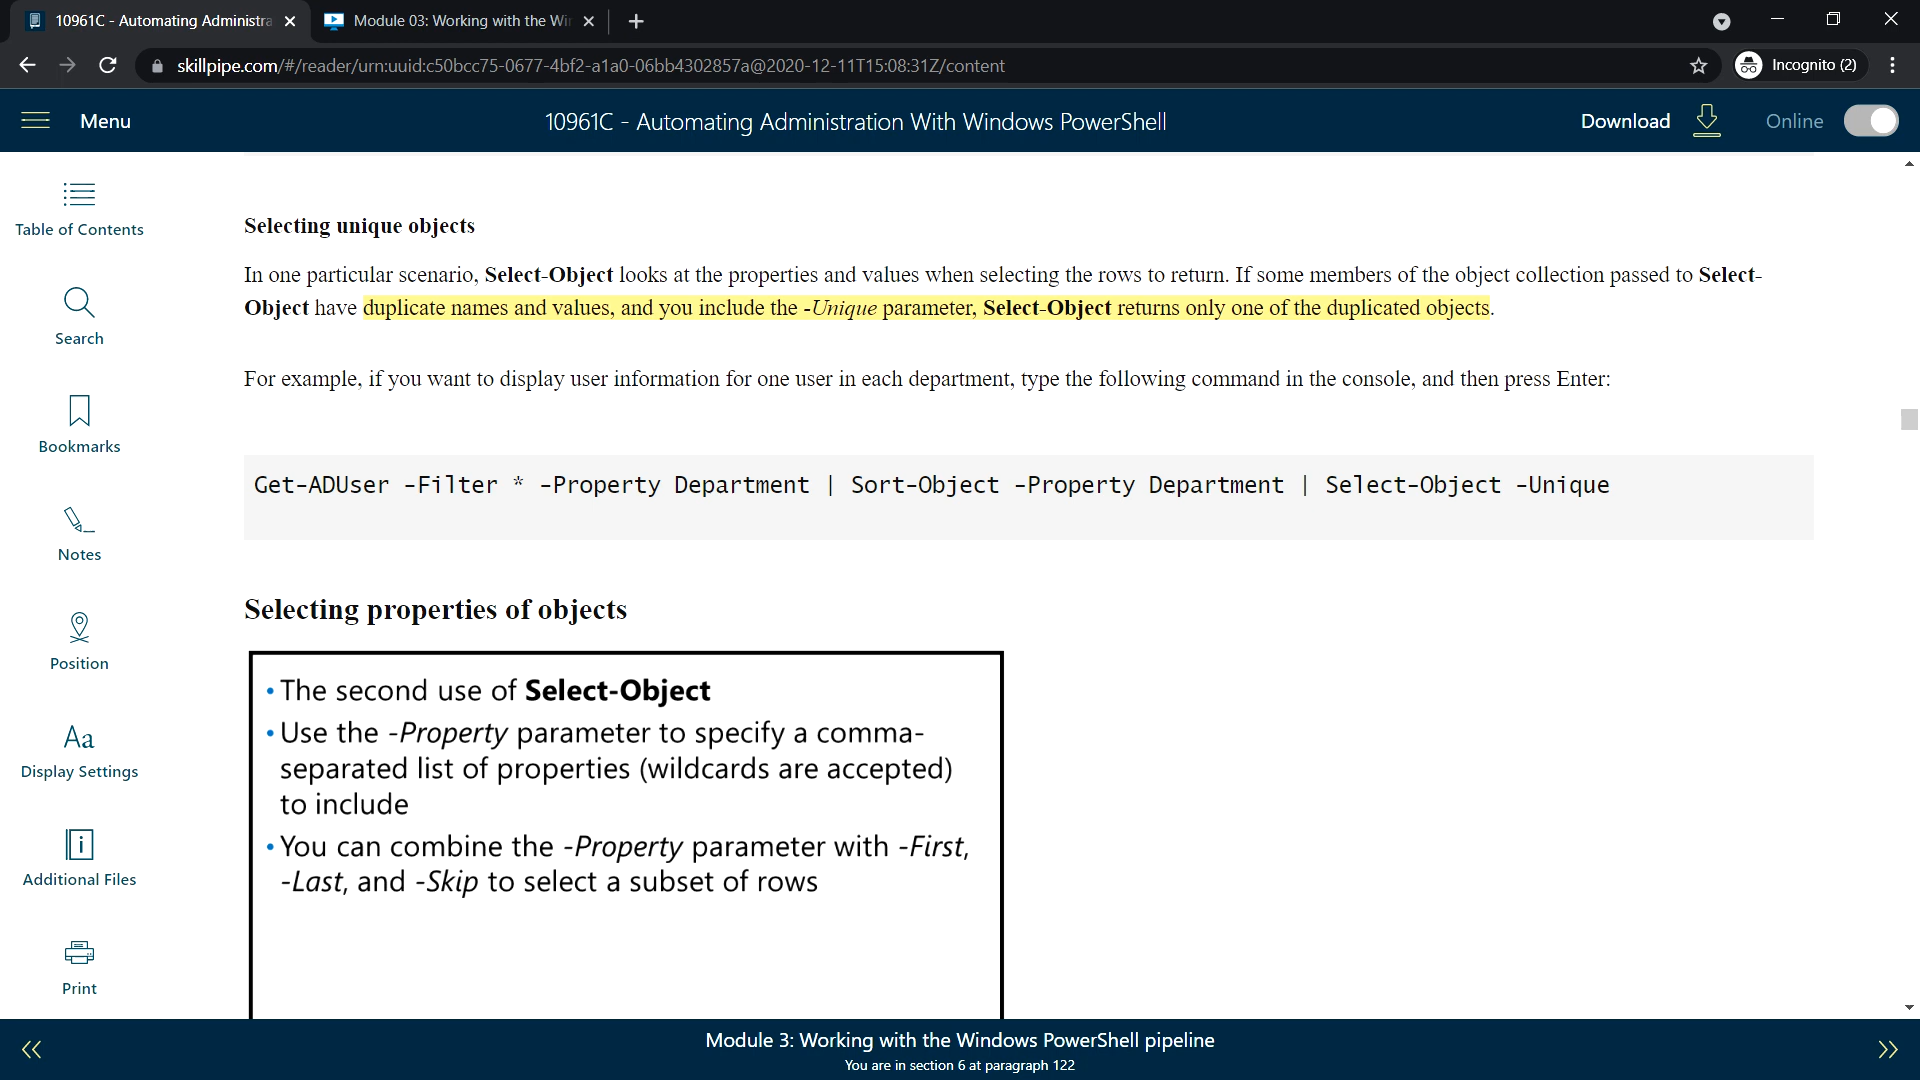 10961C - Automating Administra
Module 03: Working with the Wi
skillpipe.com/#/reader/urn:uuid:c50bcc75-0677-4bf2-a1a0-06bb4302857a@2020-12-11T15:08:31Z/content
Incognito (2)
Menu
10961C - Automating Administration With Windows PowerShell
Download
Online
Table of Contents
Search
Bookmarks
Notes
Position
Aa
Display Settings
Additional Files
Print
Selecting unique objects
In one particular scenario, Select-Object looks at the properties and values when selecting the rows to return. If some members of the object collection passed to Select-
Object have duplicate names and values, and you include the -Unique parameter, Select-Object returns only one of the duplicated objects.
For example, if you want to display user information for one user in each department, type the following command in the console, and then press Enter:
Get-ADUser -Filter * -Property Department | Sort-Object -Property Department | Select-Object -Unique
Selecting properties of objects
• The second use of Select-Object
• Use the -Property parameter to specify a comma-
separated list of properties (wildcards are accepted)
to include
• You can combine the -Property parameter with -First,
-Last, and -Skip to select a subset of rows
Module 3: Working with the Windows PowerShell pipeline
You are in section 6 at paragraph 122